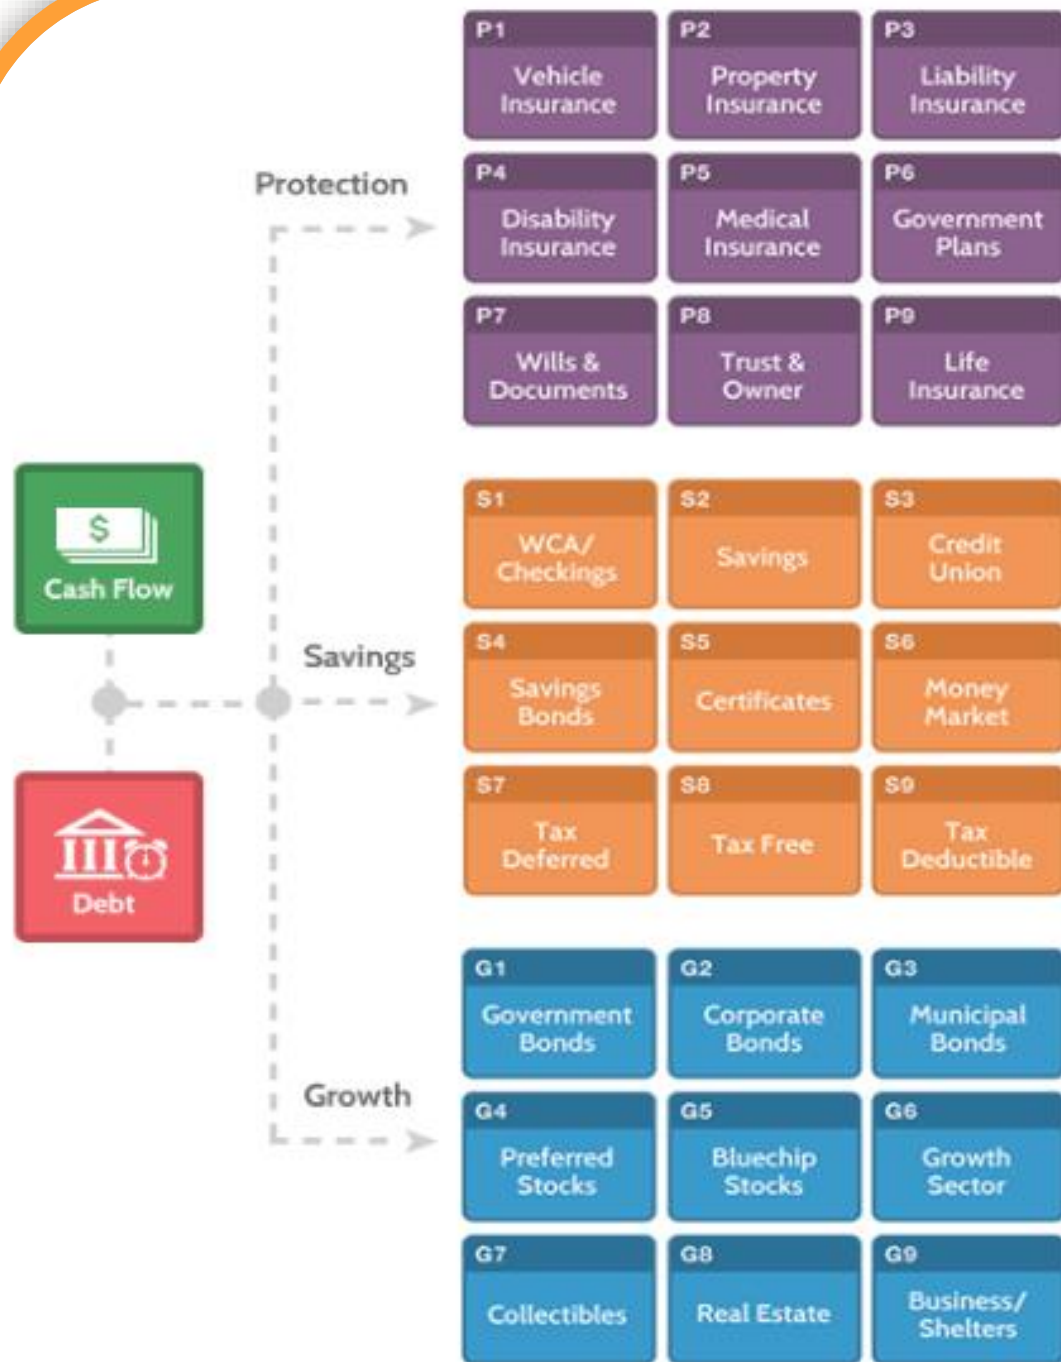 P1
Vehicle
Insurance
P2
Property
Insurance
P3
Liability
Insurance
Protection
P4
Disability
Insurance
P5
Medical
Insurance
P6
Government
Plans
P7
Wills &
Documents
P8
Trust &
Owner
P9
Life
Insurance
$
Cash Flow
Savings
S1
WCA/
Checkings
S2
Savings
S3
Credit
Union
S4
Savings
Bonds
S5
Certificates
S6
Money
Market
S7
Tax
Deferred
S8
Tax Free
S9
Tax
Deductible
Debt
Growth
G1
Government
Bonds
G2
Corporate
Bonds
G3
Municipal
Bonds
G4
Preferred
Stocks
G5
Bluechip
Stocks
G6
Growth
Sector
G7
Collectibles
G8
Real Estate
G9
Business/
Shelters